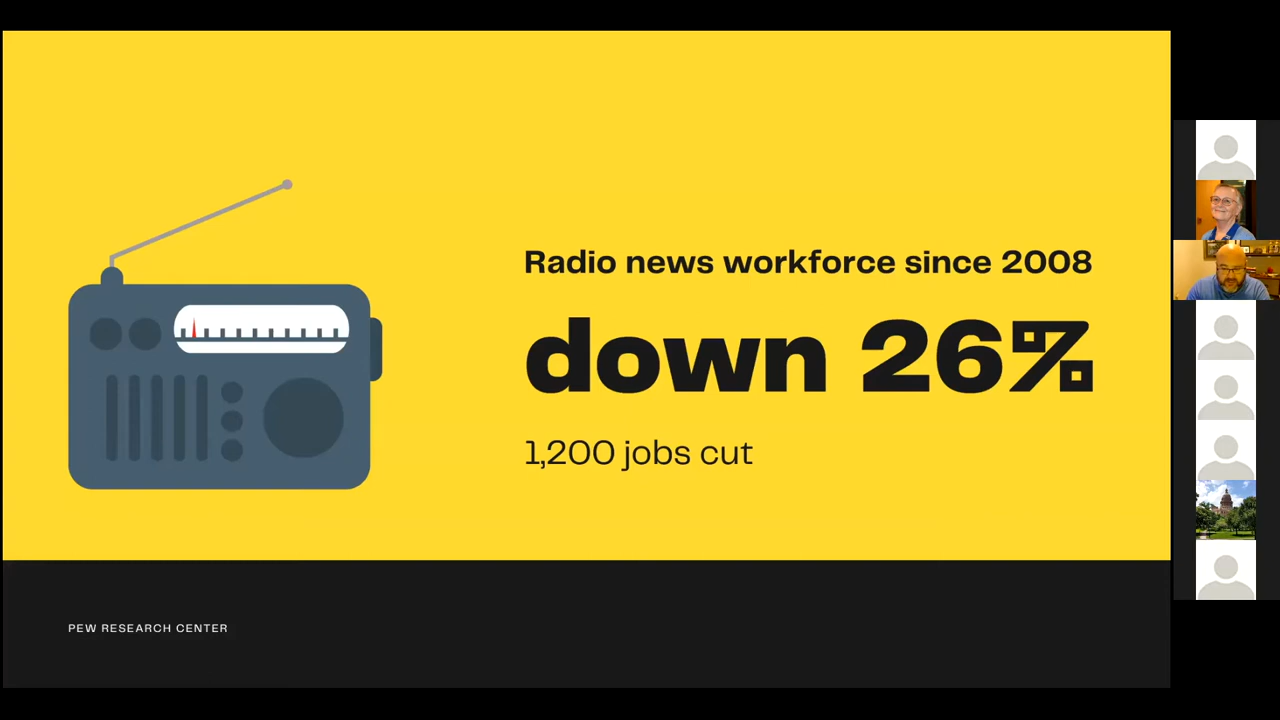 Radio news workforce since 2008
down 26%
1,200 jobs cut
PEW RESEARCH CENTER